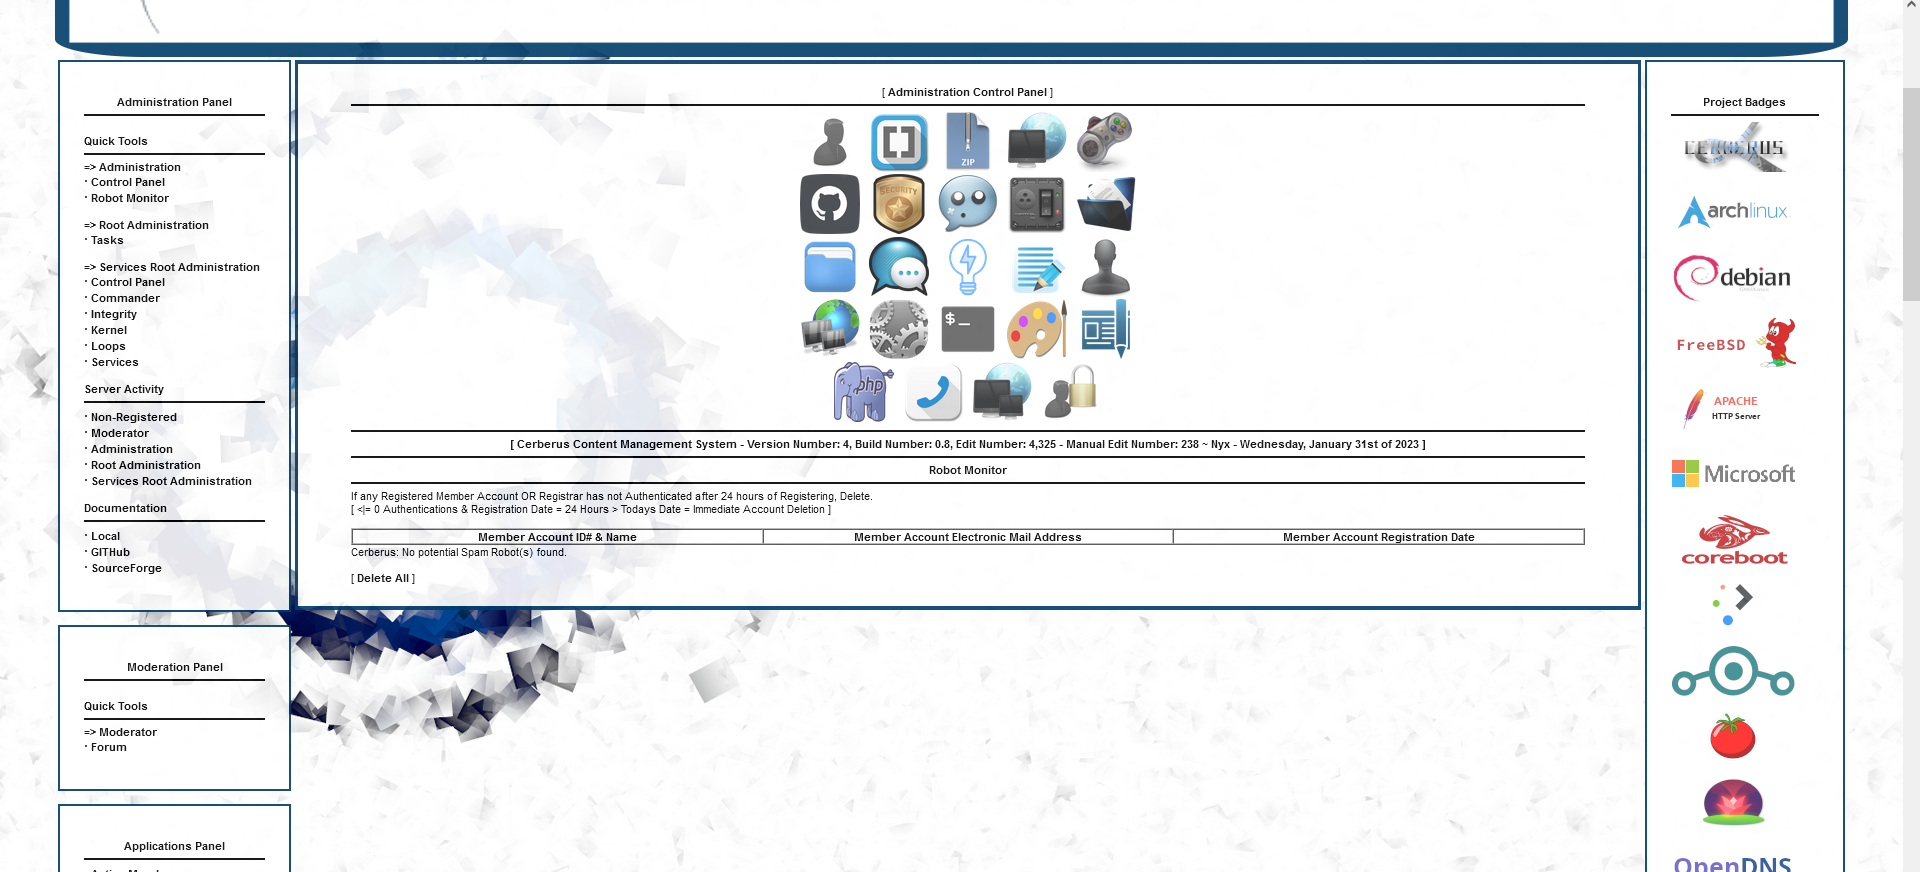 Administration Panel
Quick Tools
=> Administration
· Control Panel
· Robot Monitor
=> Root Administration
· Tasks
=> Services Root Administration
· Control Panel
· Commander
· Integrity
· Kernel
· Loops
· Services
Server Activity
· Non-Registered
· Moderator
· Administration
· Root Administration
· Services Root Administration
Documentation
· Local
· GITHub
· SourceForge
Moderation Panel
Quick Tools
=> Moderator
· Forum
Applications Panel
[ Administration Control Panel ]
ZIP
SECURITY
$_
php
[ Cerberus Content Management System - Version Number: 4, Build Number: 0.8, Edit Number: 4,325 - Manual Edit Number: 238 ~ Nyx - Wednesday, January 31st of 2023 ]
Robot Monitor
If any Registered Member Account OR Registrar has not Authenticated after 24 hours of Registering, Delete.
[ <|= 0 Authentications & Registration Date = 24 Hours > Todays Date = Immediate Account Deletion ]
Member Account ID# & Name
Member Account Electronic Mail Address
Member Account Registration Date
Cerberus: No potential Spam Robot(s) found.
[ Delete All ]
Project Badges
CERBERUS
archlinux
debian
FreeBSD
APACHE
HTTP Server
Microsoft
coreboot
OpenDNS